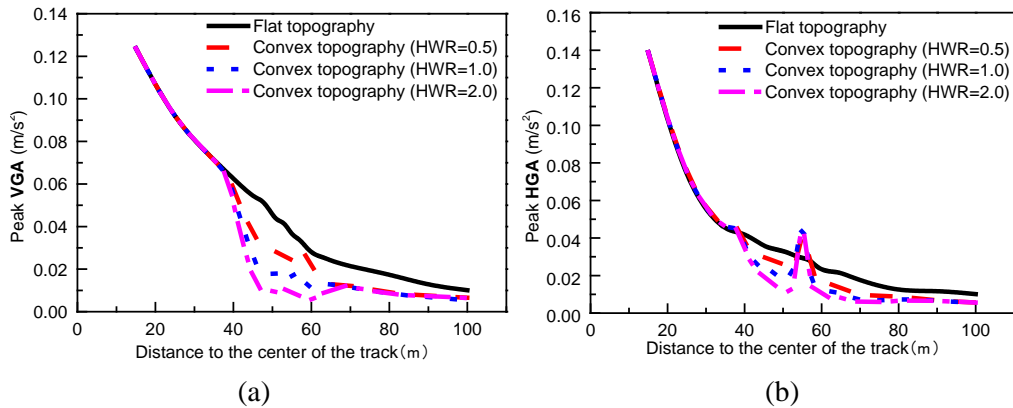 0.14
0.12
0.10
0.08
0.06
0.04
0.02
0.00
Peak VGA (m/s²)
Flat topography
Convex topography (HWR=0.5)
Convex topography (HWR=1.0)
Convex topography (HWR=2.0)
0 20 40 60 80 100
Distance to the center of the track(m)
(a)
0.16
0.14
0.12
0.10
0.08
0.06
0.04
0.02
0.00
Peak HGA (m/s²)
Flat topography
Convex topography (HWR=0.5)
Convex topography (HWR=1.0)
Convex topography (HWR=2.0)
0 20 40 60 80 100
Distance to the center of the track(m)
(b)